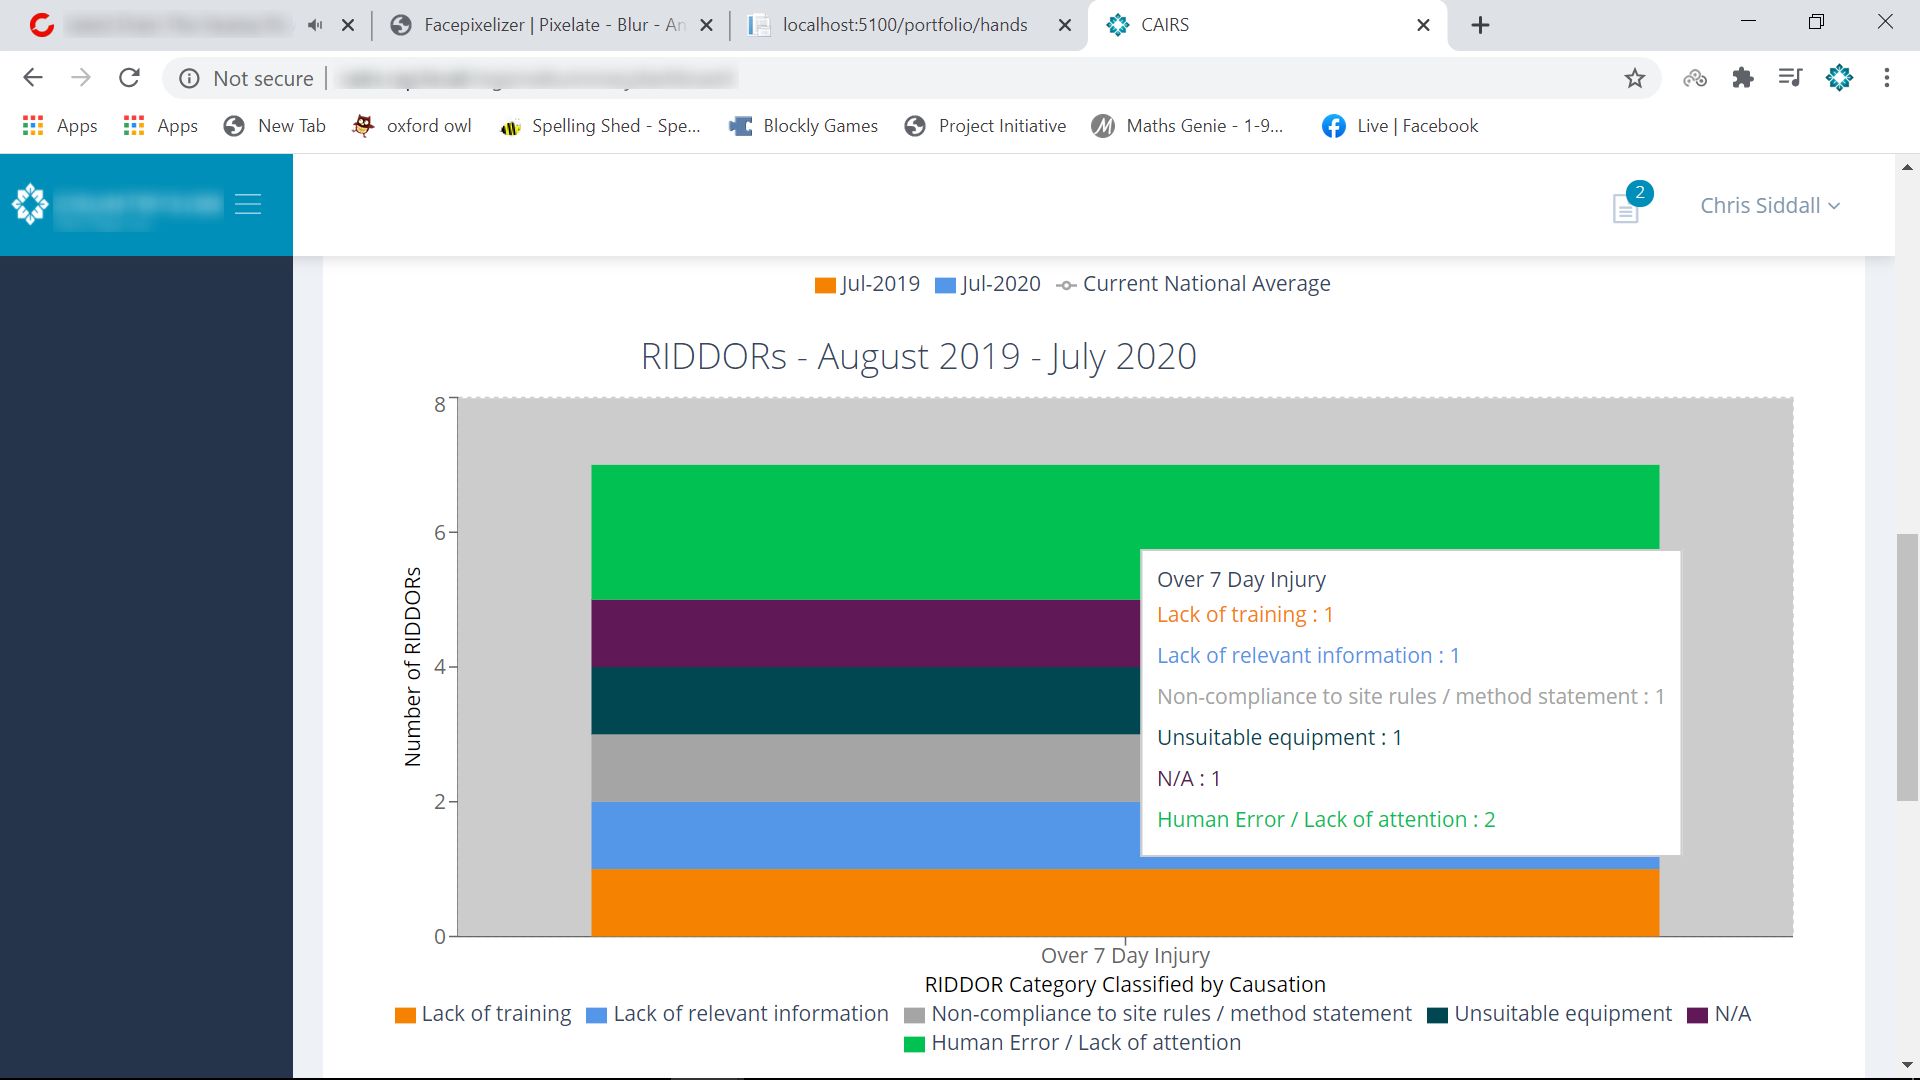 Facepixelizer | Pixelate - Blur - An
localhost:5100/portfolio/hands
CAIRS
Not secure
Apps
Apps
New Tab
oxford owl
Spelling Shed - Spe...
Blockly Games
Project Initiative
Maths Genie - 1-9...
Live | Facebook
2
Chris Siddall
Jul-2019 Jul-2020 Current National Average
RIDDORs - August 2019 - July 2020
8
6
4
2
0
Number of RIDDORs
Over 7 Day Injury
Lack of training : 1
Lack of relevant information : 1
Non-compliance to site rules / method statement : 1
Unsuitable equipment : 1
N/A : 1
Human Error / Lack of attention : 2
Over 7 Day Injury
RIDDOR Category Classified by Causation
Lack of training Lack of relevant information Non-compliance to site rules / method statement Unsuitable equipment N/A
Human Error / Lack of attention